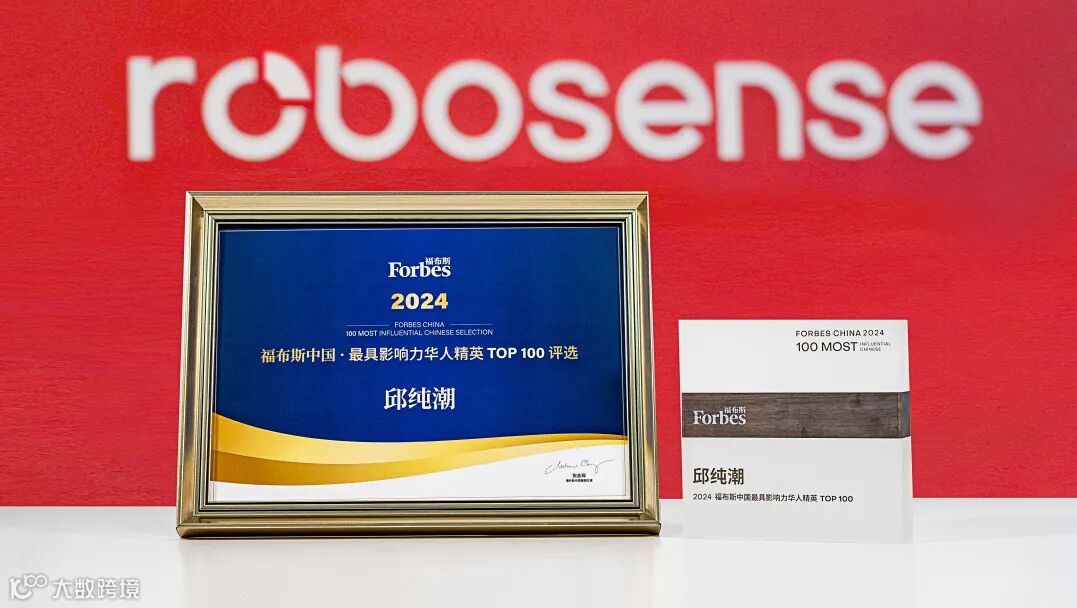 robosense
福布斯
Forbes
2024
FORBES CHINA
100 MOST INFLUENTIAL CHINESE SELECTION
福布斯中国·最具影响力华人精英 TOP 100 评选
邱纯潮
FORBES CHINA 2024
100 MOST INFLUENTIAL CHINESE
福布斯
Forbes
邱纯潮
2024 福布斯中国最具影响力华人精英 TOP 100
大数跨境